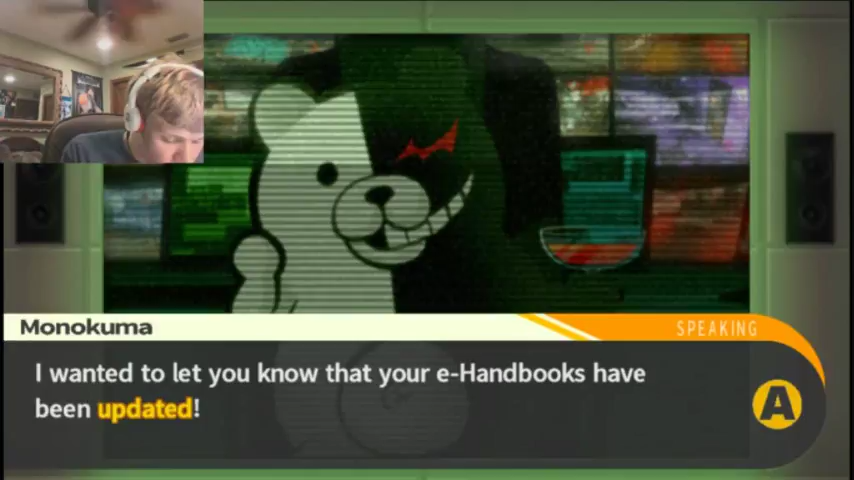 Monokuma
SPEAKING
I wanted to let you know that your e-Handbooks have
been updated!
A